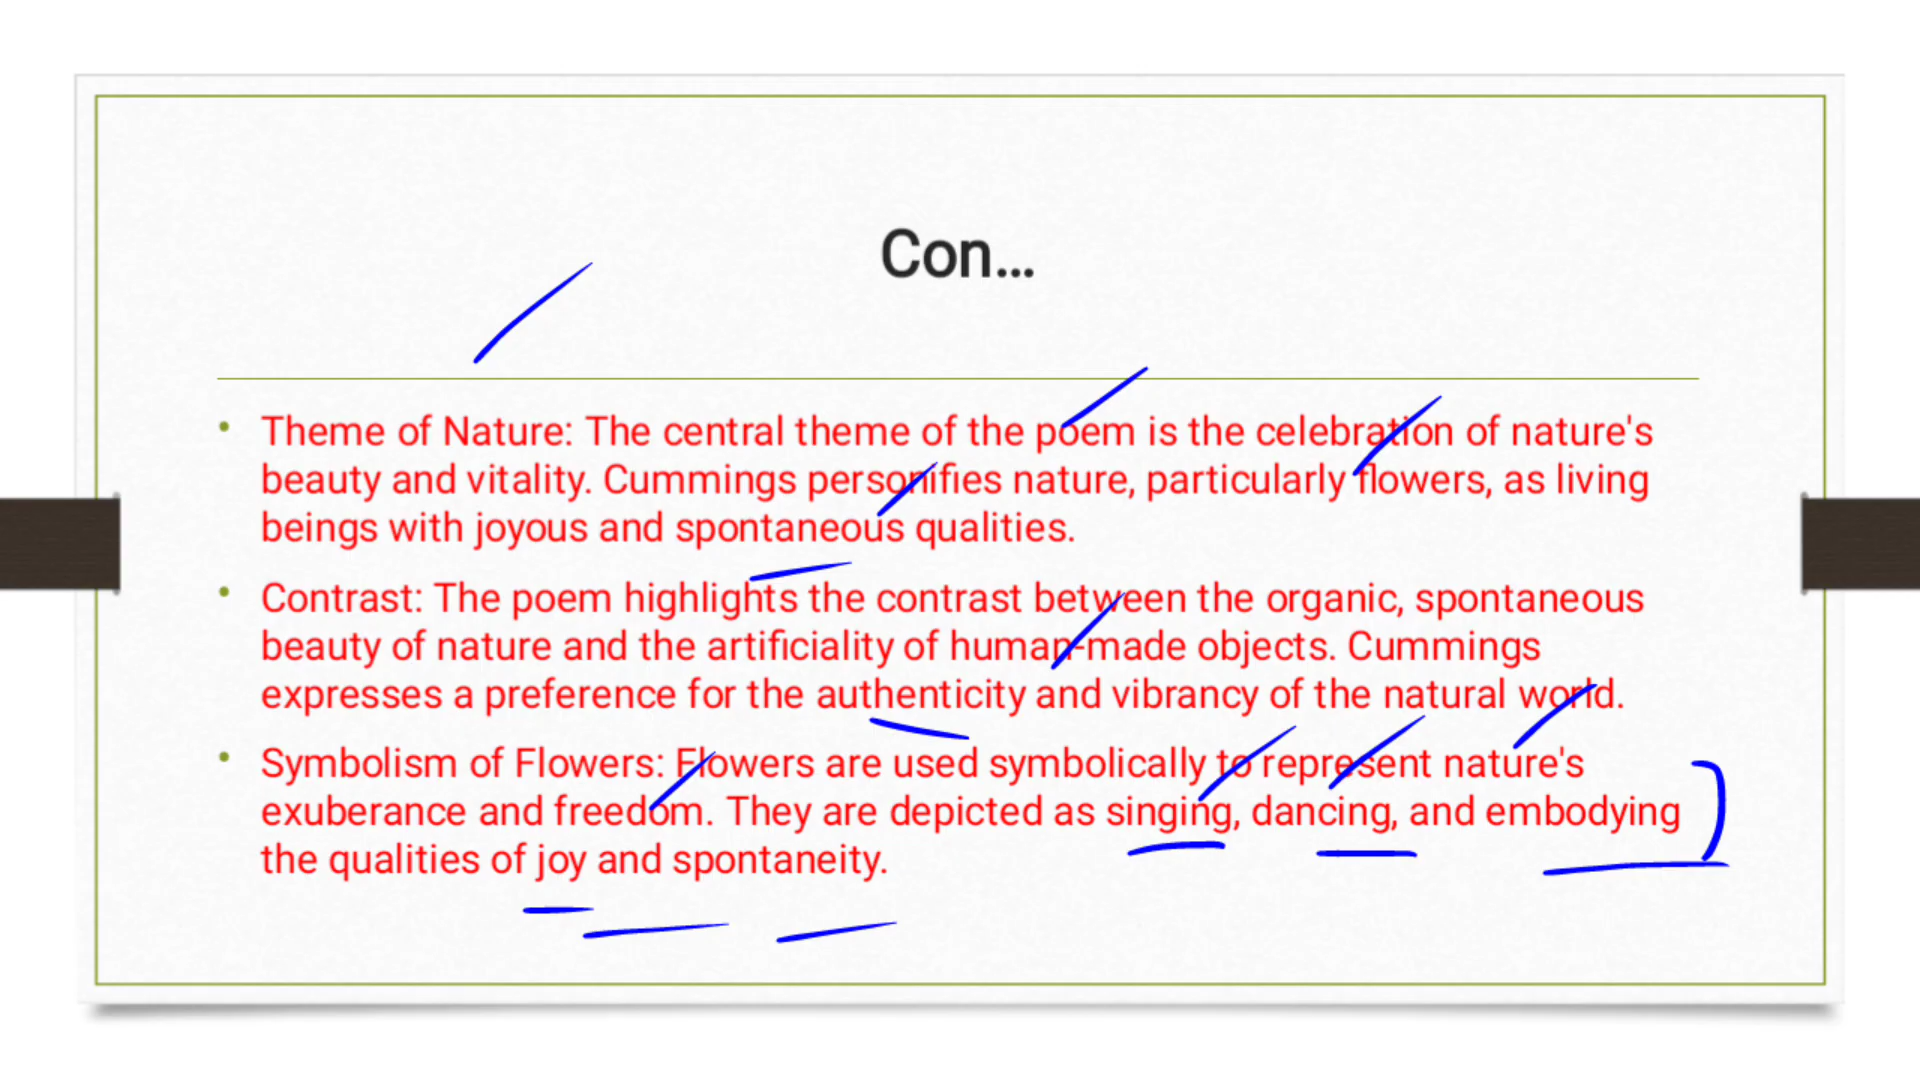 Con...
• Theme of Nature: The central theme of the poem is the celebration of nature's
beauty and vitality. Cummings personifies nature, particularly flowers, as living
beings with joyous and spontaneous qualities.
• Contrast: The poem highlights the contrast between the organic, spontaneous
beauty of nature and the artificiality of human-made objects. Cummings
expresses a preference for the authenticity and vibrancy of the natural world.
• Symbolism of Flowers: Flowers are used symbolically to represent nature's
exuberance and freedom. They are depicted as singing, dancing, and embodying
the qualities of joy and spontaneity.